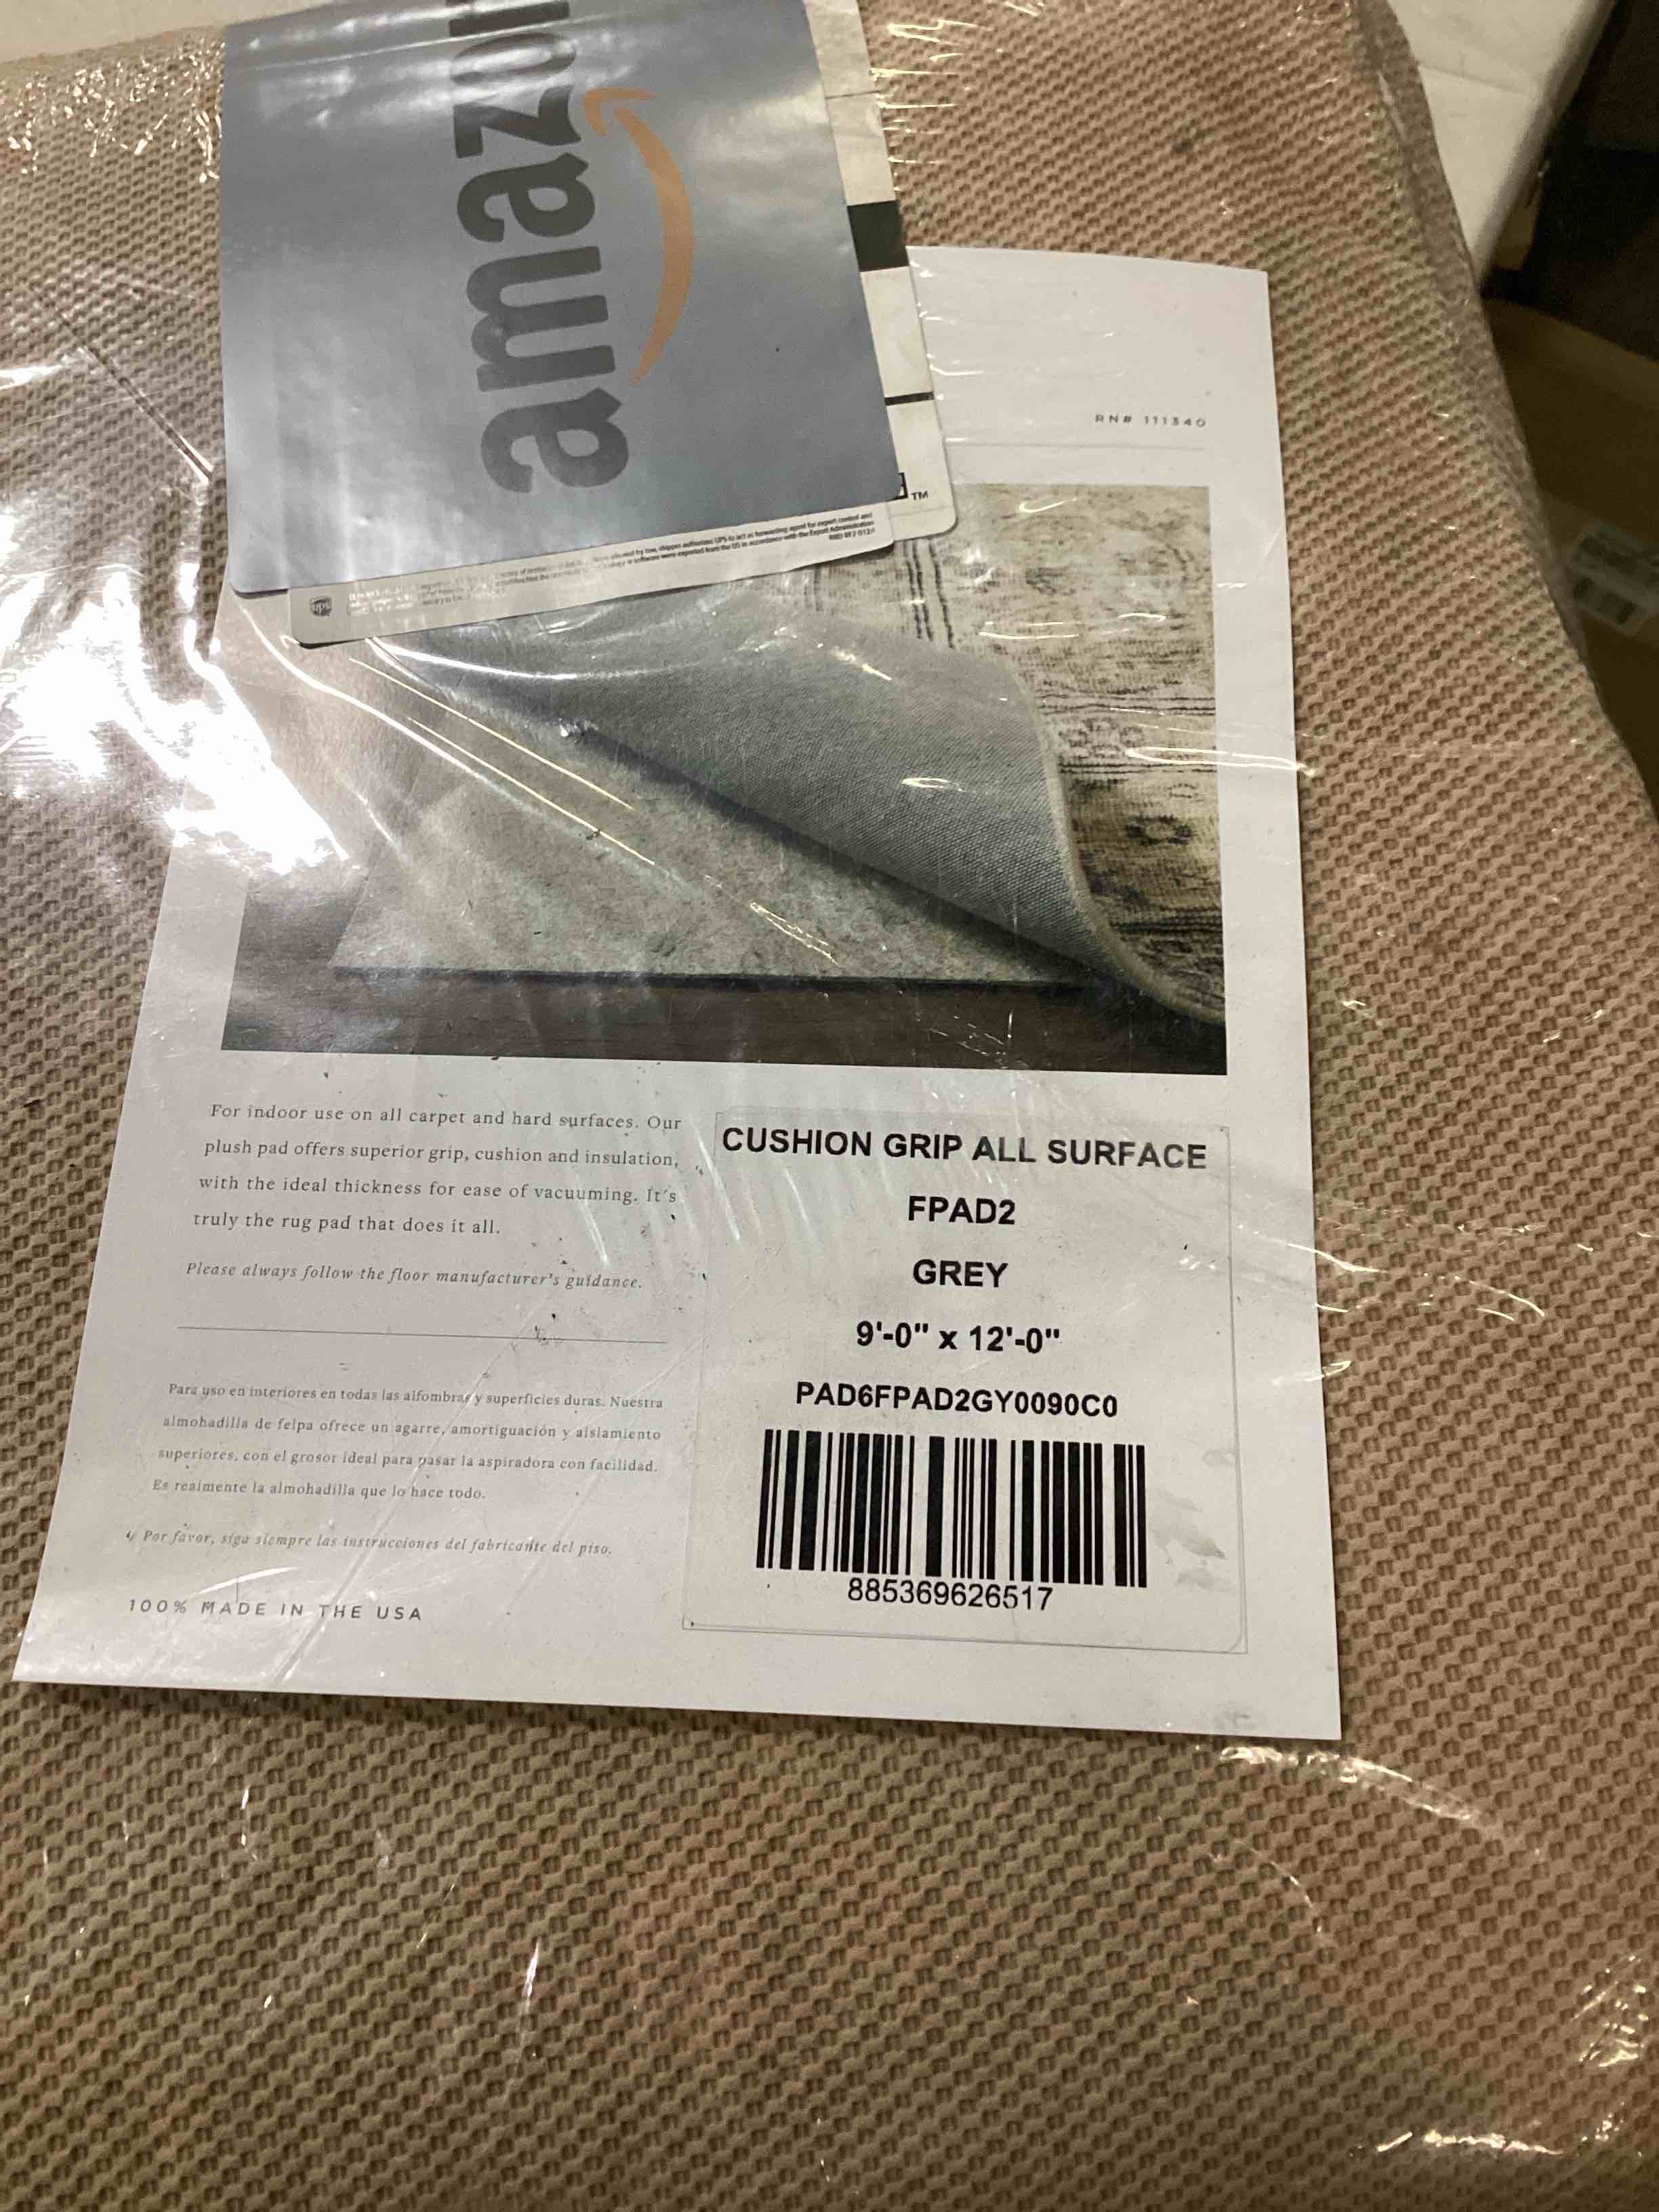 amazon
RN# 111340
TM
ups
For indoor use on all carpet and hard surfaces. Our
plush pad offers superior grip, cushion and insulation,
with the ideal thickness for ease of vacuuming. It's
truly the rug pad that does it all.
Please always follow the floor manufacturer's guidance.
Para uso en interiores en todas las alfombras y superficies duras. Nuestra
almohadilla de felpa ofrece un agarre, amortiguación y aislamiento
superiores, con el grosor ideal para pasar la aspiradora con facilidad.
Es realmente la almohadilla que lo hace todo.
Por favor, siga siempre las instrucciones del fabricante del piso.
100% MADE IN THE USA
CUSHION GRIP ALL SURFACE
FPAD2
GREY
9'-0" x 12'-0"
PAD6FPAD2GY0090C0
885369626517